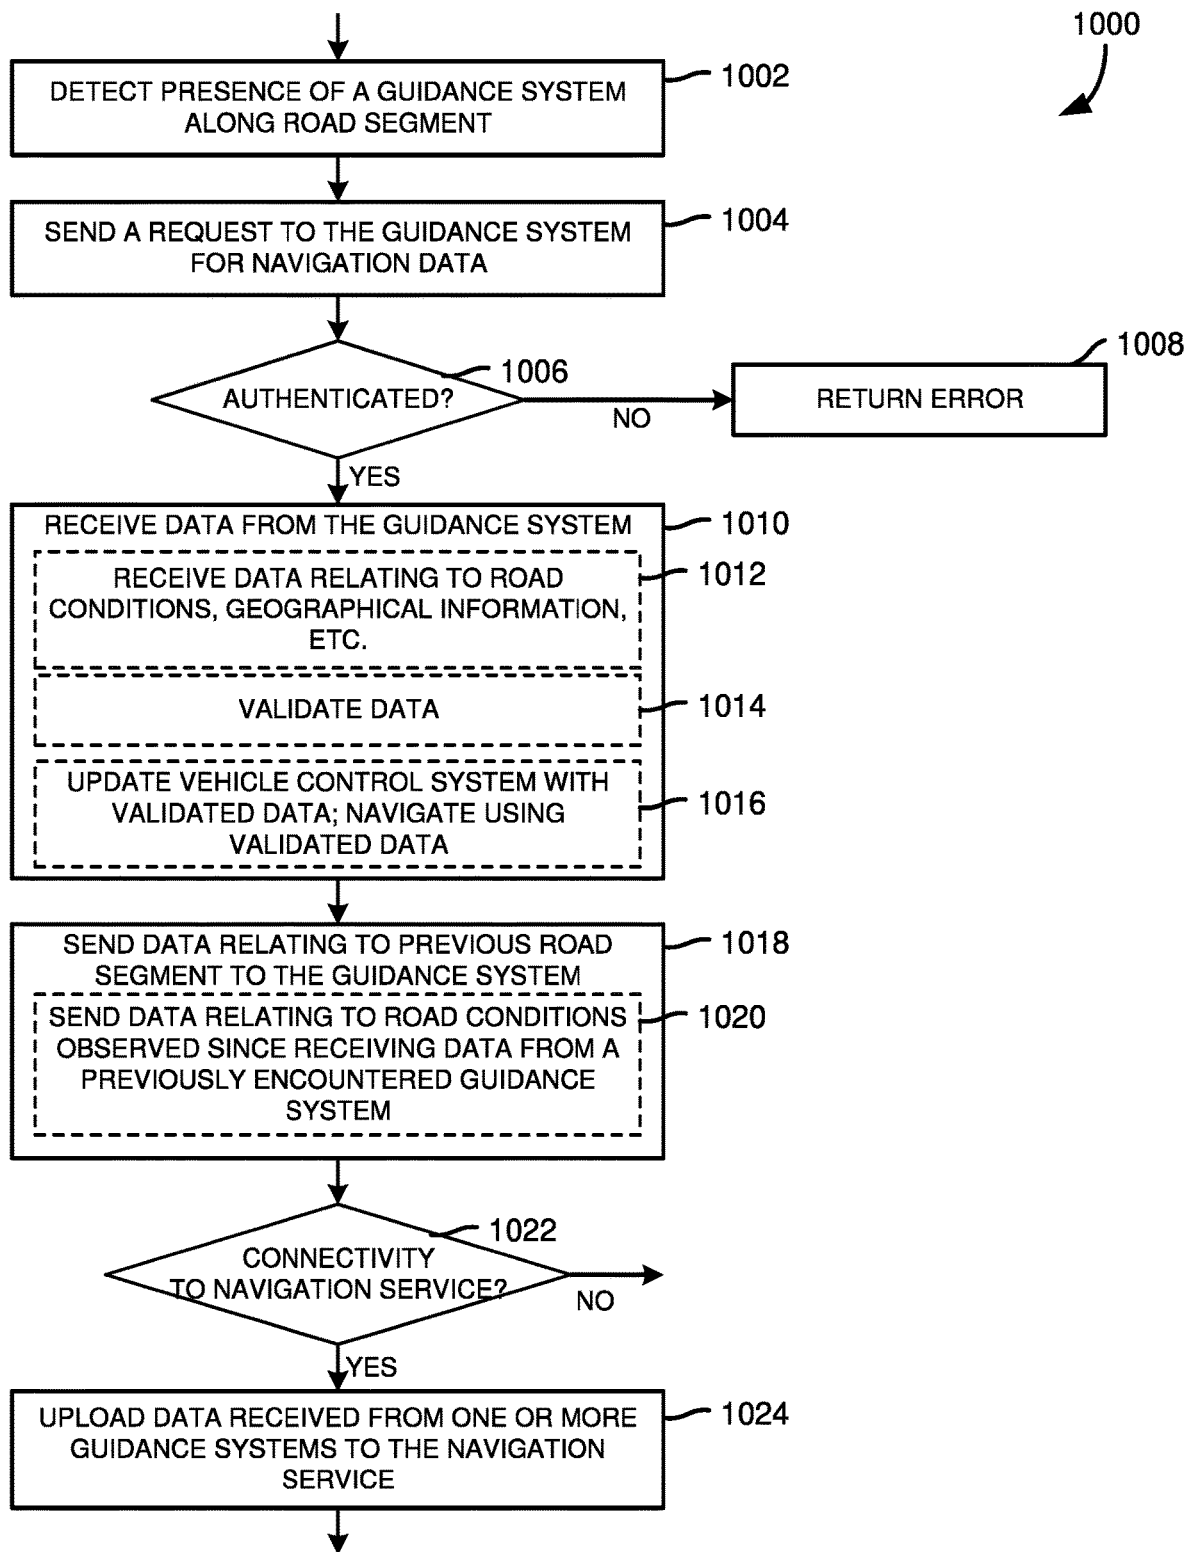 1000
DETECT PRESENCE OF A GUIDANCE SYSTEM
ALONG ROAD SEGMENT
1002
SEND A REQUEST TO THE GUIDANCE SYSTEM
FOR NAVIGATION DATA
1004
AUTHENTICATED?
1006
NO
RETURN ERROR
1008
YES
RECEIVE DATA FROM THE GUIDANCE SYSTEM
1010
RECEIVE DATA RELATING TO ROAD
CONDITIONS, GEOGRAPHICAL INFORMATION,
ETC.
1012
VALIDATE DATA
1014
UPDATE VEHICLE CONTROL SYSTEM WITH
VALIDATED DATA; NAVIGATE USING
VALIDATED DATA
1016
SEND DATA RELATING TO PREVIOUS ROAD
SEGMENT TO THE GUIDANCE SYSTEM
1018
SEND DATA RELATING TO ROAD CONDITIONS
OBSERVED SINCE RECEIVING DATA FROM A
PREVIOUSLY ENCOUNTERED GUIDANCE
SYSTEM
1020
CONNECTIVITY
TO NAVIGATION SERVICE?
1022
NO
YES
UPLOAD DATA RECEIVED FROM ONE OR MORE
GUIDANCE SYSTEMS TO THE NAVIGATION
SERVICE
1024